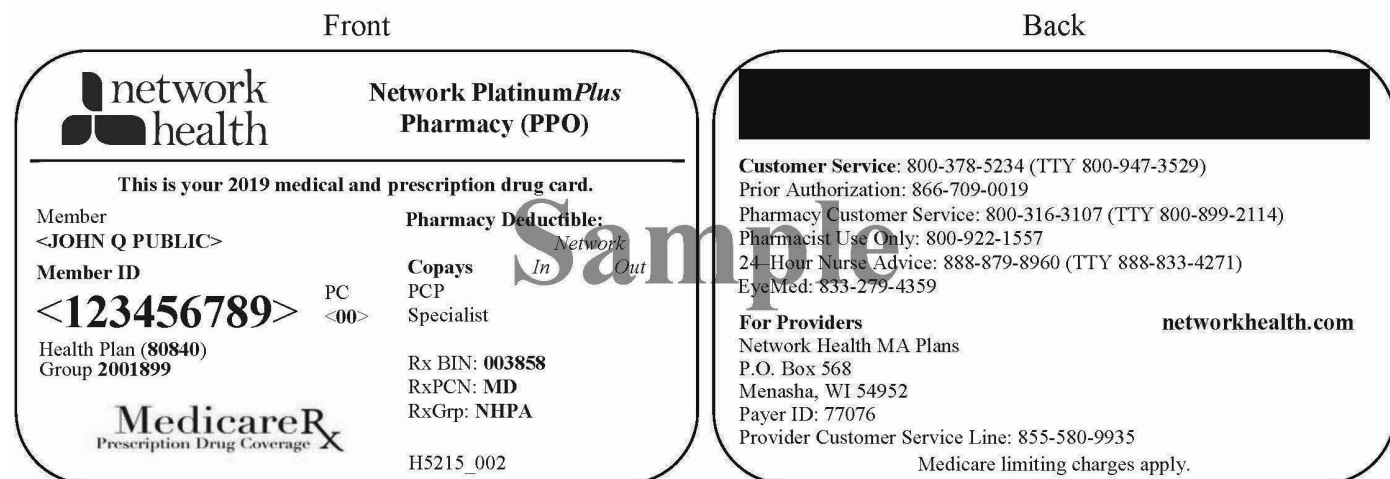 Front
network
health
Network PlatinumPlus
Pharmacy (PPO)
This is your 2019 medical and prescription drug card.
Member
<JOHN Q PUBLIC>
Member ID
<123456789>
PC
<00>
Health Plan (80840)
Group 2001899
MedicareRx
Prescription Drug Coverage
Pharmacy Deductible:
Network
Copays In Out
PCP
Specialist
Rx BIN: 003858
RxPCN: MD
RxGrp: NHPA
H5215_002
Sample
Back
Customer Service: 800-378-5234 (TTY 800-947-3529)
Prior Authorization: 866-709-0019
Pharmacy Customer Service: 800-316-3107 (TTY 800-899-2114)
Pharmacist Use Only: 800-922-1557
24–Hour Nurse Advice: 888-879-8960 (TTY 888-833-4271)
EyeMed: 833-279-4359
For Providers
networkhealth.com
Network Health MA Plans
P.O. Box 568
Menasha, WI 54952
Payer ID: 77076
Provider Customer Service Line: 855-580-9935
Medicare limiting charges apply.